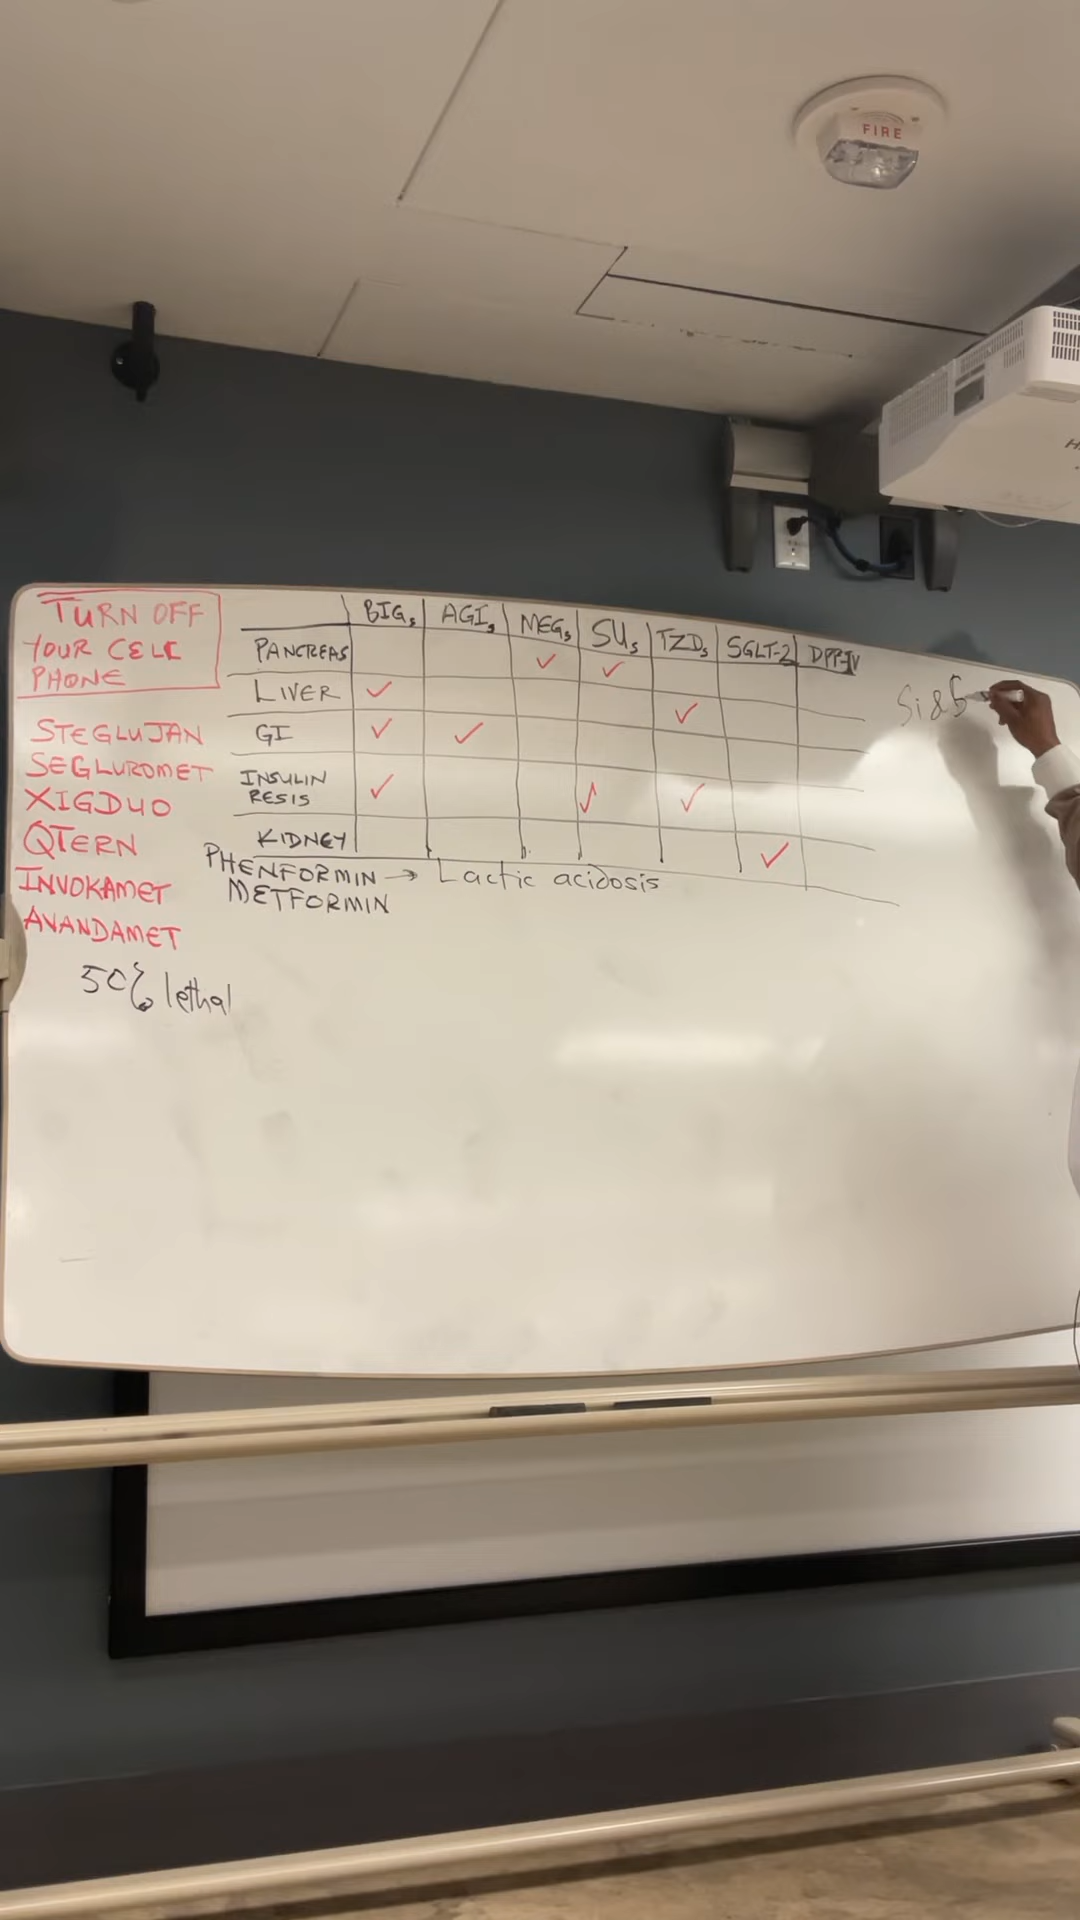 FIRE
TURN OFF
YOUR CELL
PHONE
BIGs AGIs MEGs SUs TZDs SGLT-2 DPP-IV
PANCREAS ✓ ✓
LIVER ✓ ✓
GI ✓ ✓
INSULIN
RESIS ✓ ✓ ✓
KIDNEY ✓
PHENFORMIN → Lactic acidosis
METFORMIN
STEGLUJAN
SEGLUROMET
XIGDUO
QTERN
INVOKAMET
AVANDAMET
50% lethal